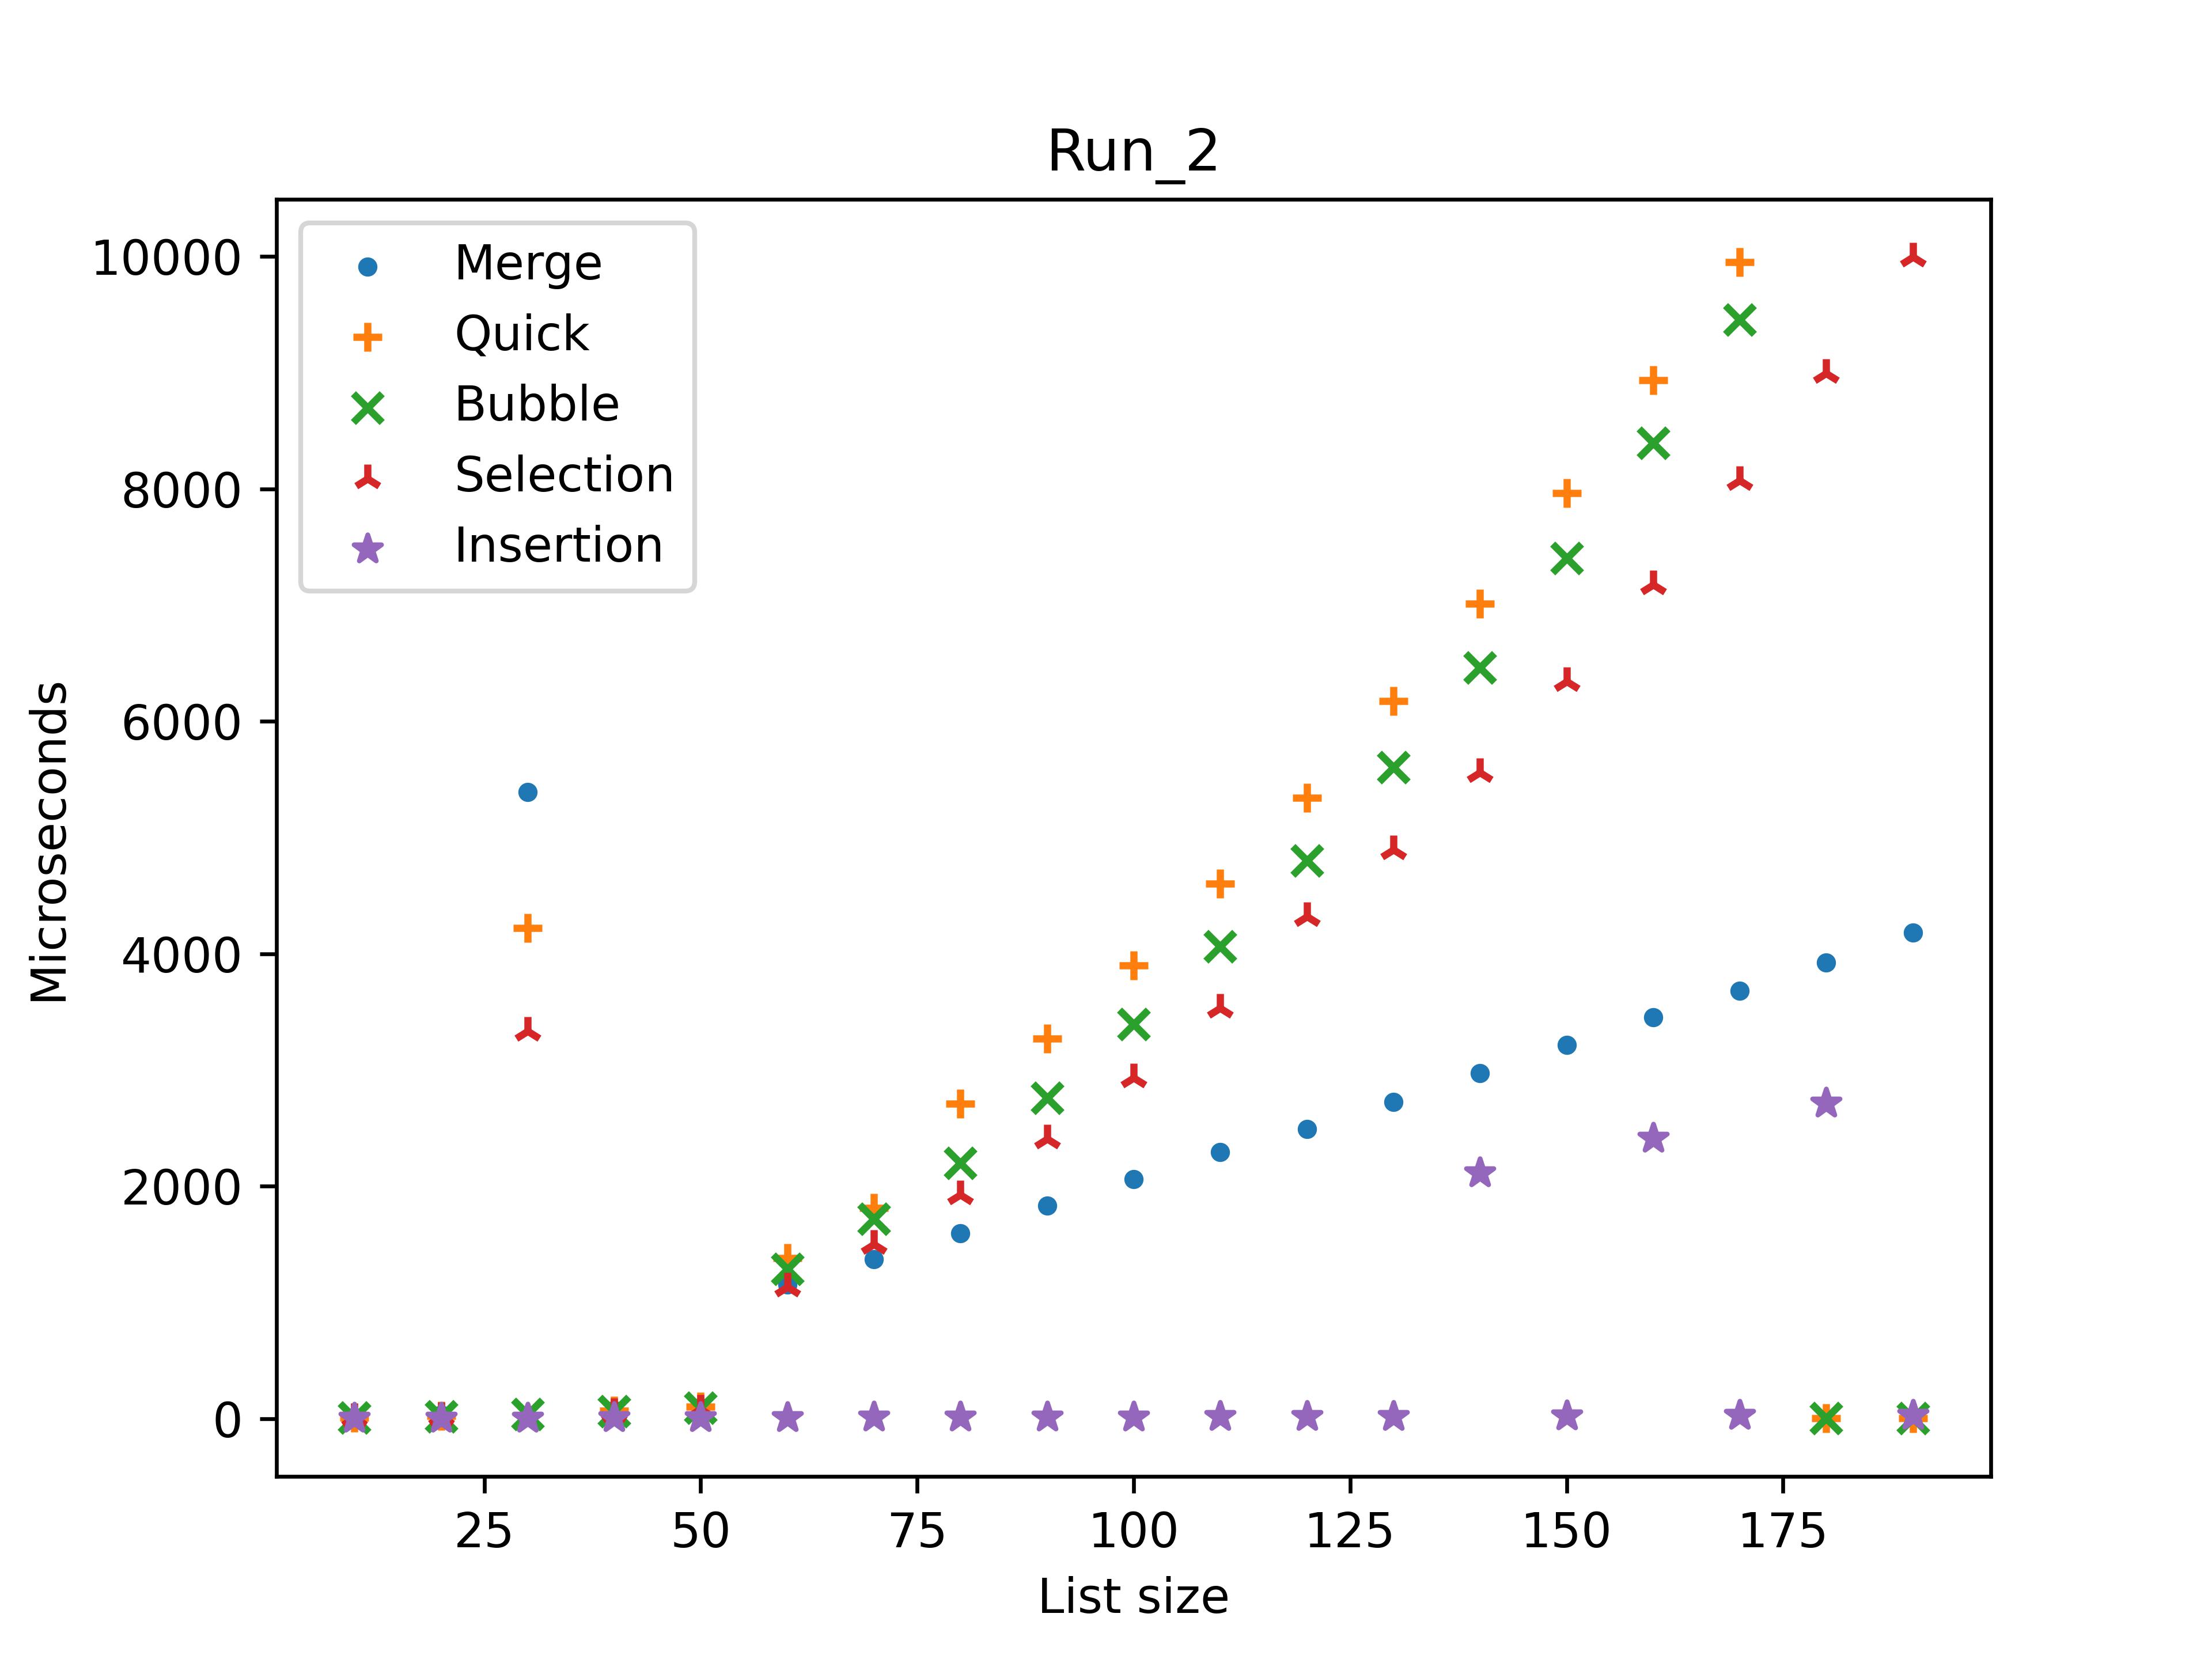 Run_2
10000
8000
6000
4000
2000
0
Microseconds
Merge
Quick
Bubble
Selection
Insertion
25 50 75 100 125 150 175
List size